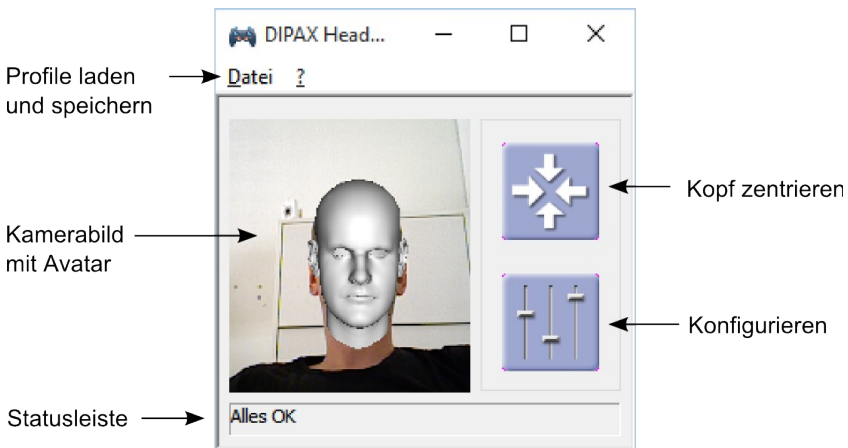 DIPAX Head...
Profile laden
und speichern
Datei ?
Kopf zentrieren
Kamerabild
mit Avatar
Konfigurieren
Statusleiste
Alles OK